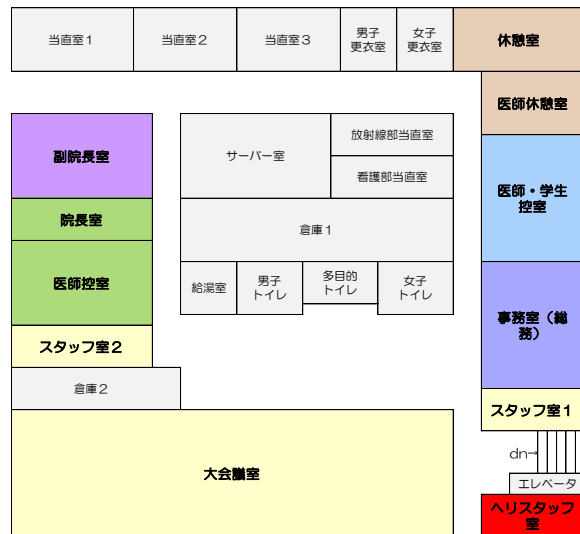 当直室1
当直室2
当直室3
男子
更衣室
女子
更衣室
休憩室
医師休憩室
副院長室
サーバー室
放射線部当直室
看護部当直室
医師・学生
控室
院長室
倉庫1
医師控室
給湯室
男子
トイレ
多目的
トイレ
女子
トイレ
事務室（総
務）
スタッフ室2
倉庫2
スタッフ室1
dn→
大会議室
エレベータ
ヘリスタッフ
室